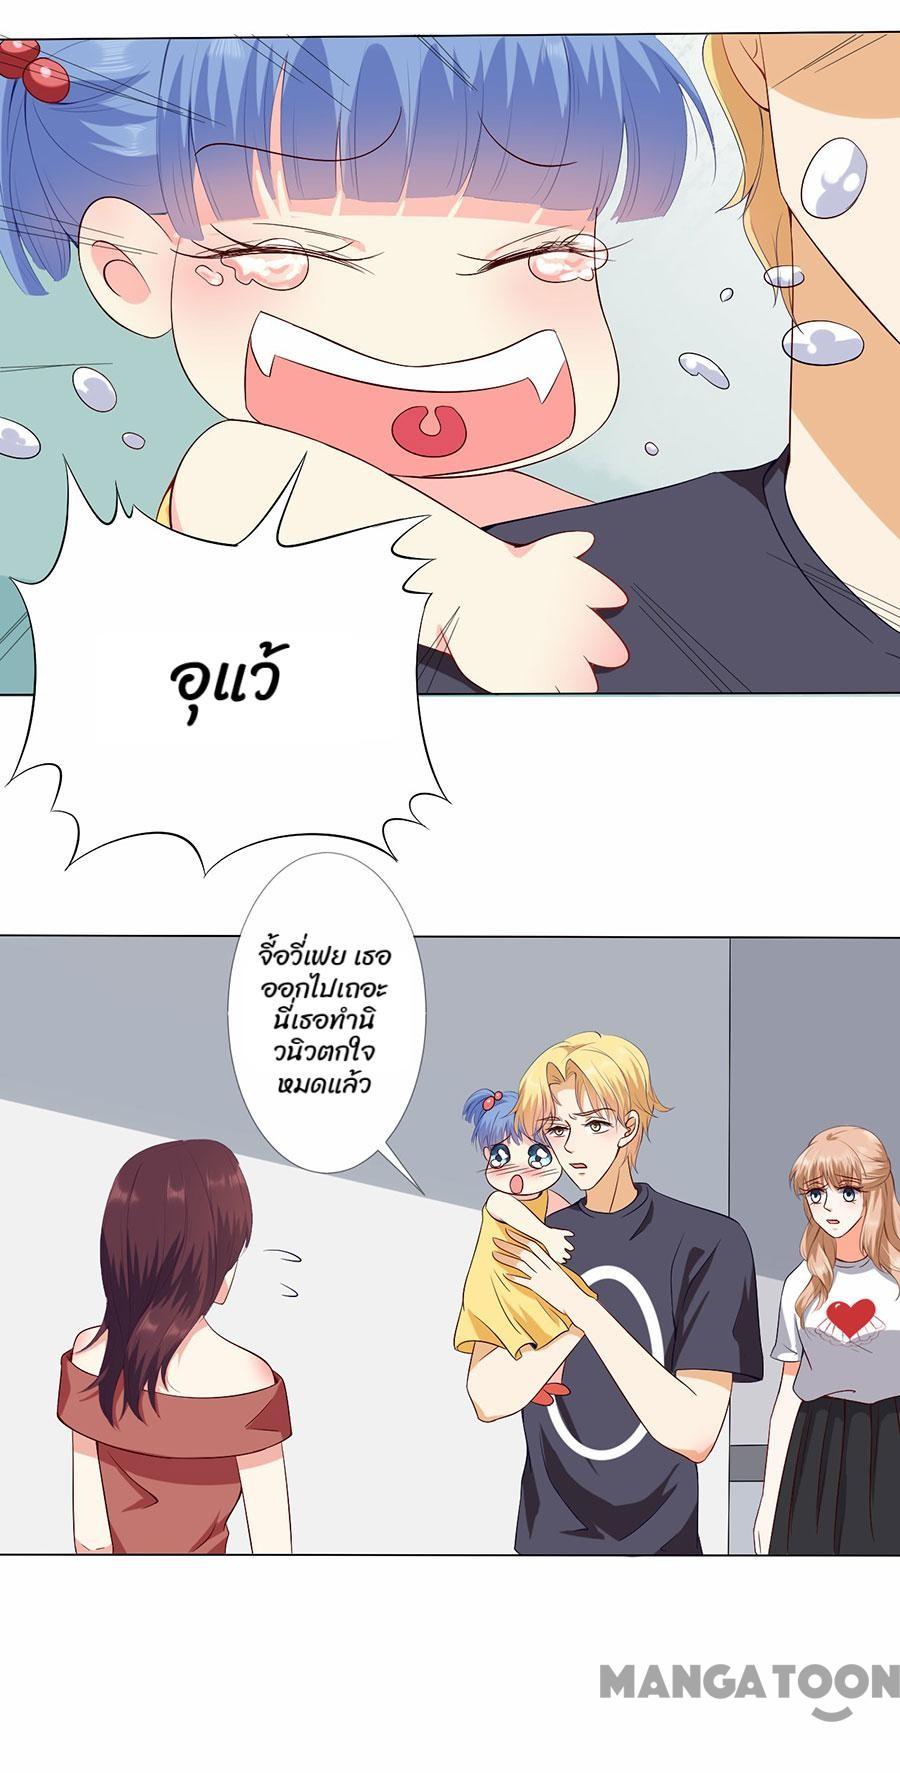 อุแว้
จี้อวี่เฟย เธอ
ออกไปเถอะ
นี่เธอทำนิ
วนิวตกใจ
หมดแล้ว
MANGATOON